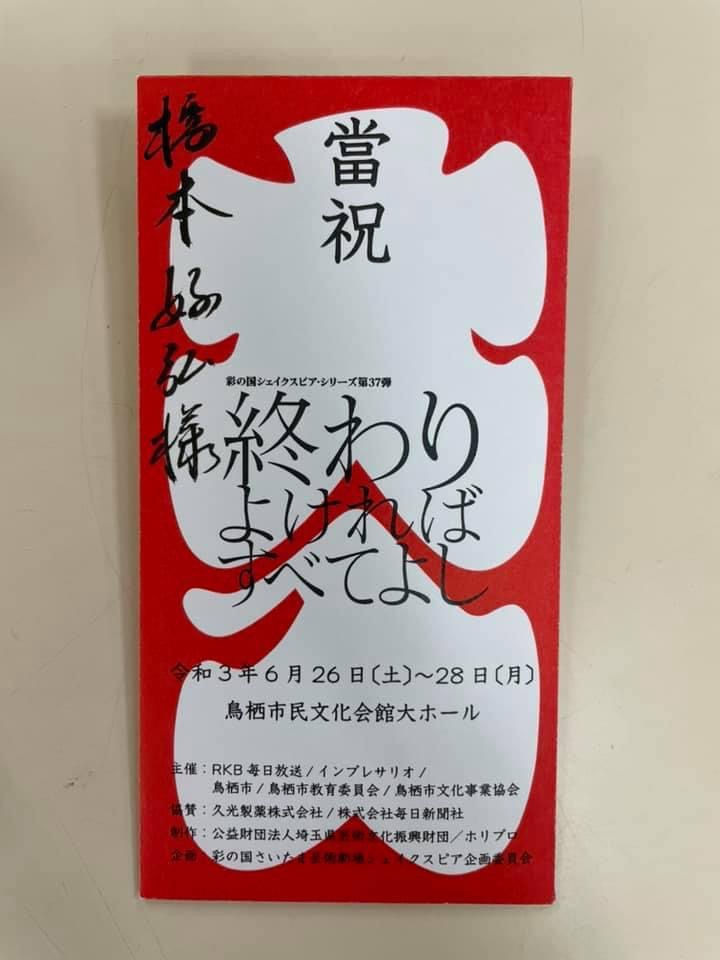 橋本好弘様
大入
當祝
彩の国シェイクスピア・シリーズ第37弾
終わり
よければ
すべてよし
令和3年6月26日〔土〕～28日〔月〕
鳥栖市民文化会館大ホール
主催：RKB毎日放送/インプレサリオ/
鳥栖市/鳥栖市教育委員会/鳥栖市文化事業協会
協賛：久光製薬株式会社/株式会社毎日新聞社
制作：公益財団法人埼玉県芸術文化振興財団／ホリプロ
企画：彩の国さいたま芸術劇場シェイクスピア企画委員会